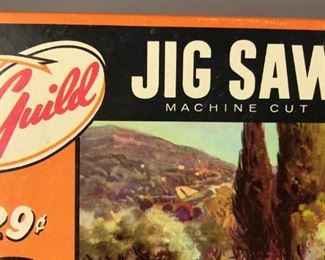 Guild
JIG SAW
MACHINE CUT
29¢